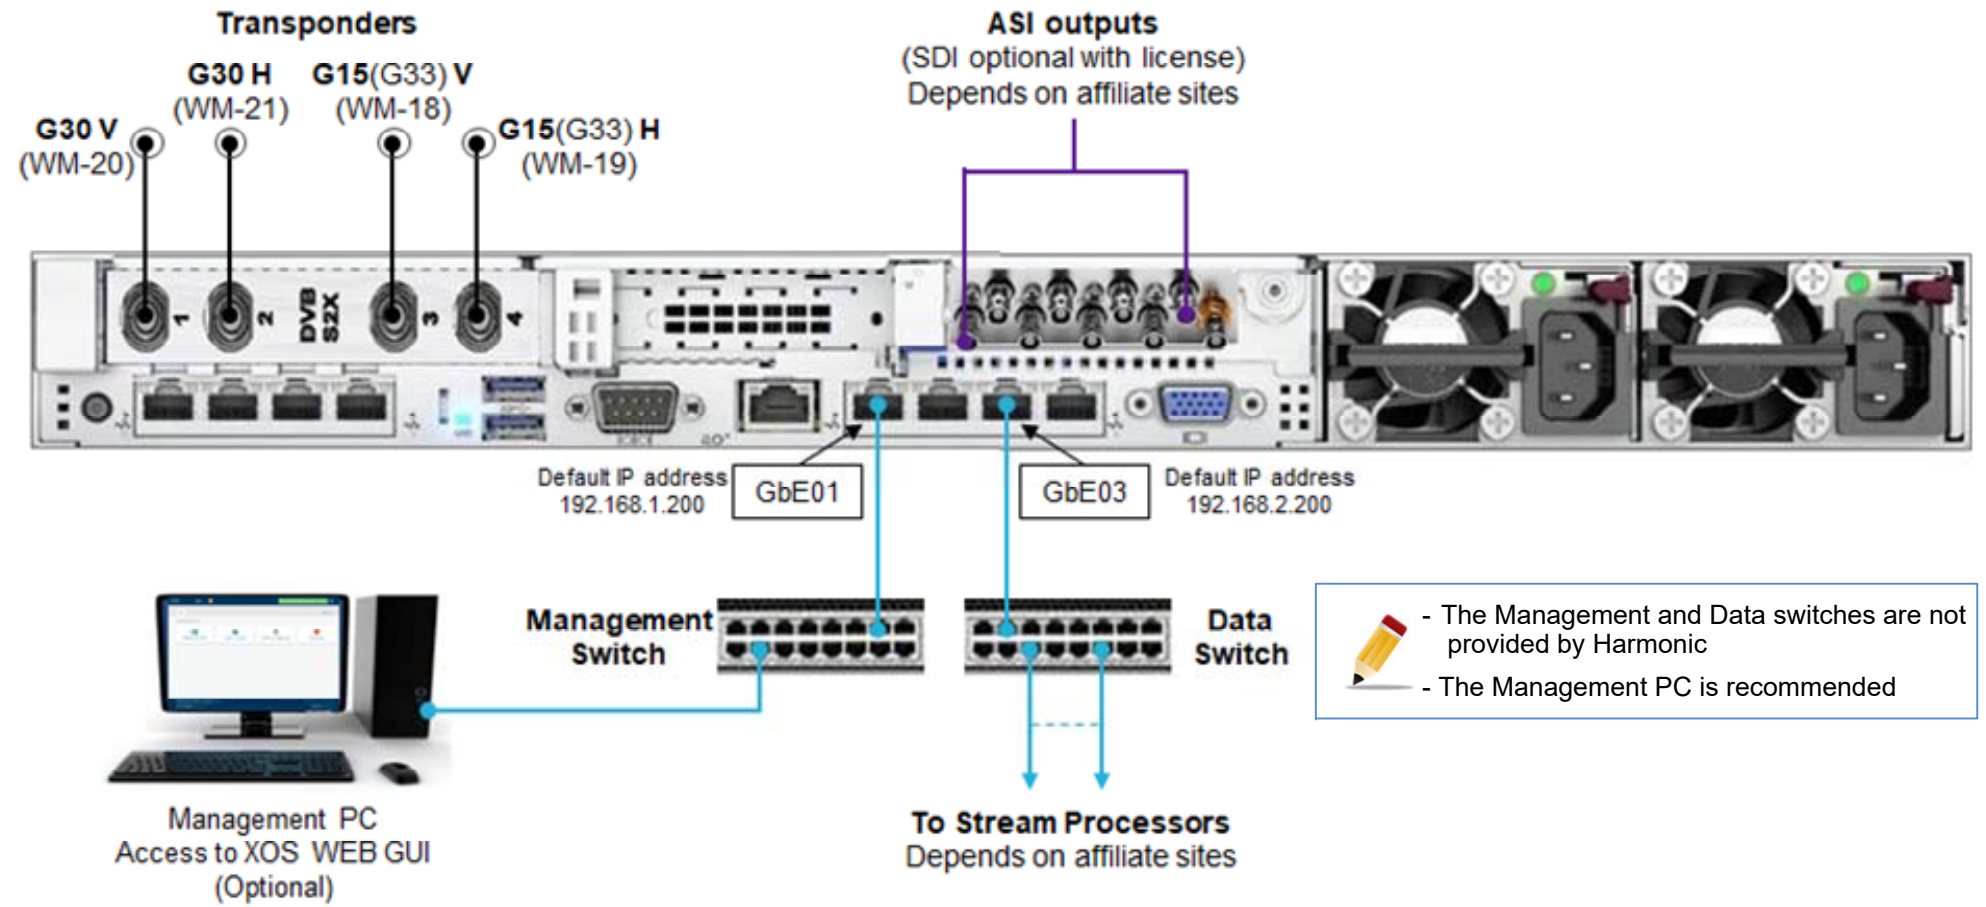 Transponders
G30 V
(WM-20)
G30 H
(WM-21)
G15(G33) V
(WM-18)
G15(G33) H
(WM-19)
ASI outputs
(SDI optional with license)
Depends on affiliate sites
1
2
DVB
S2X
3
4
Default IP address
192.168.1.200
GbE01
GbE03
Default IP address
192.168.2.200
Management
Switch
Data
Switch
- The Management and Data switches are not
provided by Harmonic
- The Management PC is recommended
Management PC
Access to XOS WEB GUI
(Optional)
To Stream Processors
Depends on affiliate sites